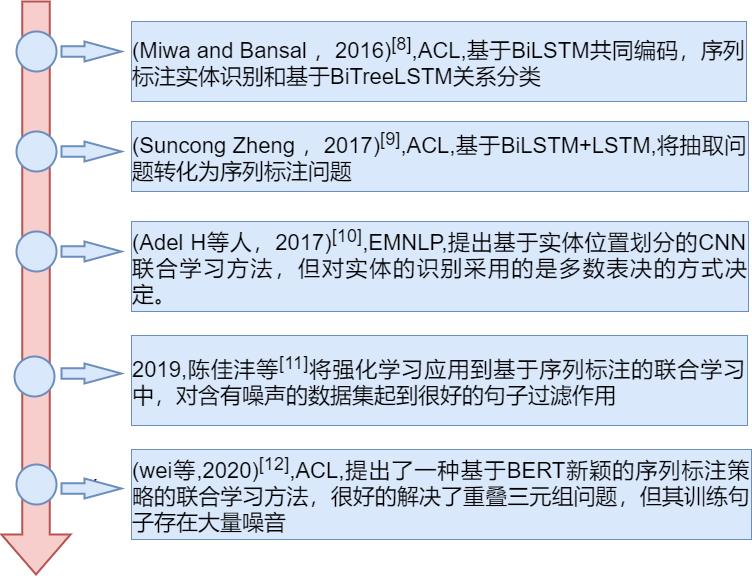 (Miwa and Bansal ，2016)[8],ACL,基于BiLSTM共同编码，序列
标注实体识别和基于BiTreeLSTM关系分类
(Suncong Zheng ，2017)[9],ACL,基于BiLSTM+LSTM,将抽取问
题转化为序列标注问题
(Adel H等人，2017)[10],EMNLP,提出基于实体位置划分的CNN
联合学习方法，但对实体的识别采用的是多数表决的方式决
定。
2019,陈佳沣等[11]将强化学习应用到基于序列标注的联合学习
中，对含有噪声的数据集起到很好的句子过滤作用
(wei等,2020)[12],ACL,提出了一种基于BERT新颖的序列标注策
略的联合学习方法，很好的解决了重叠三元组问题，但其训练句
子存在大量噪音